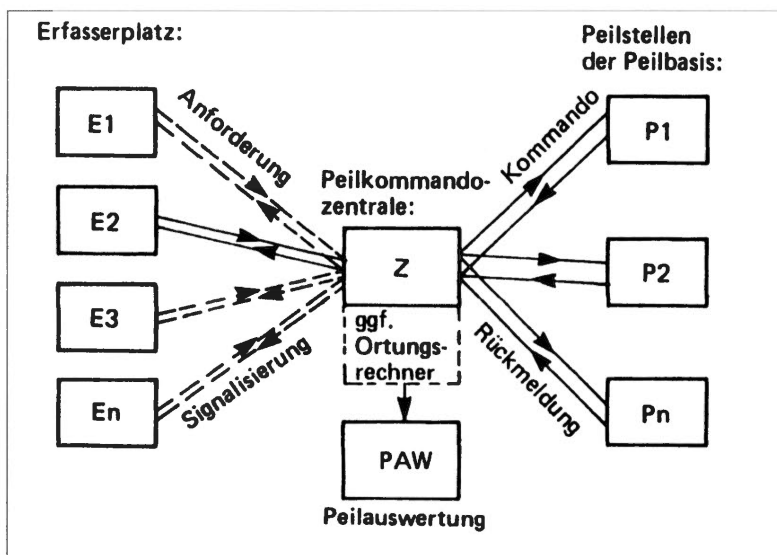 Erfasserplatz:
E1
E2
E3
En
Anforderung
Signalisierung
Peilkommando-
zentrale:
Z
ggf.
Ortungs-
rechner
PAW
Peilauswertung
Kommando
Rückmeldung
Peilstellen
der Peilbasis:
P1
P2
Pn